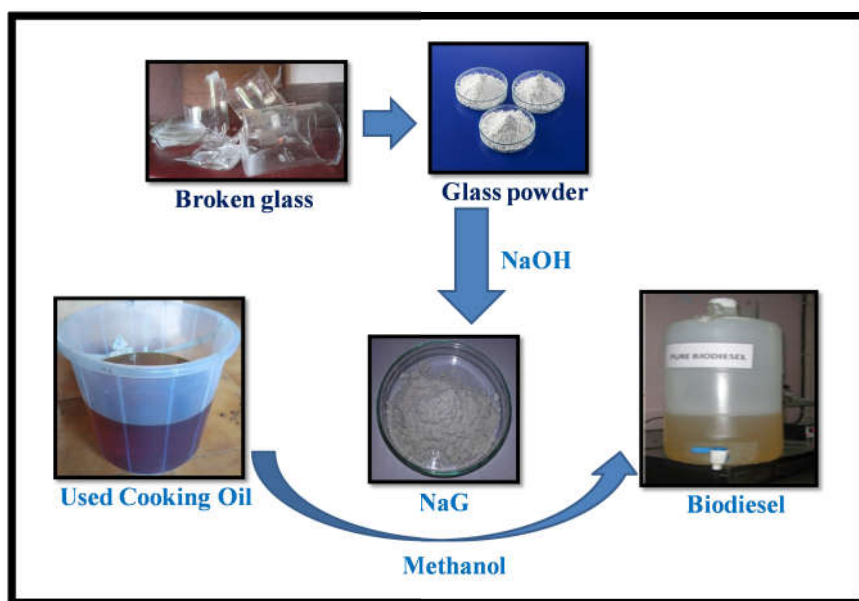 Broken glass
Glass powder
NaOH
PURE BIODIESEL
Used Cooking Oil
NaG
Biodiesel
Methanol